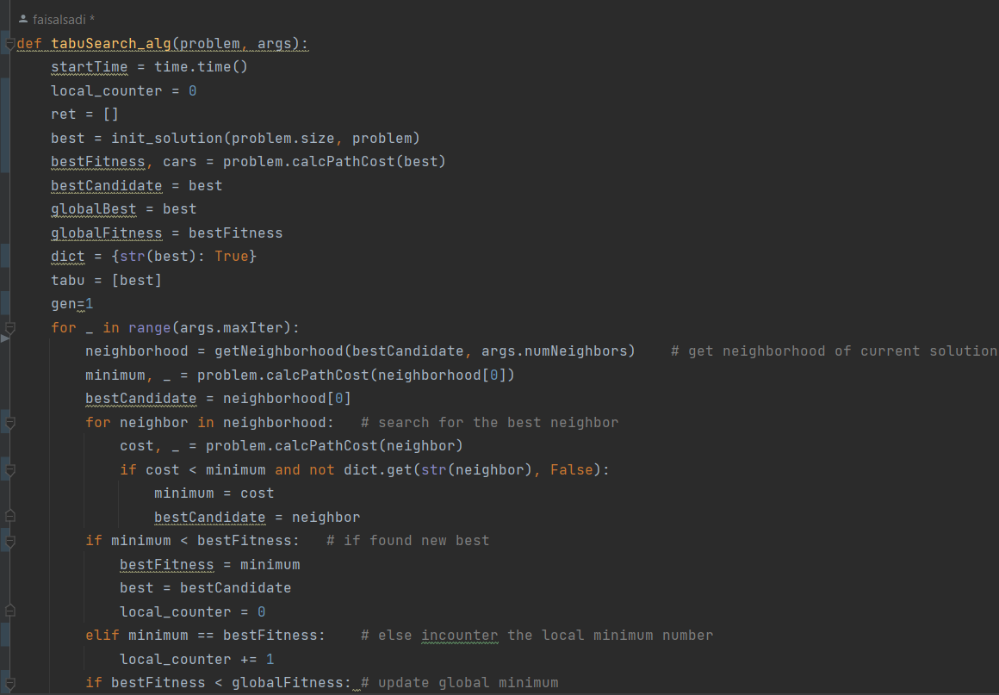 faisalsadi *
def tabuSearch_alg(problem, args):
    startTime = time.time()
    local_counter = 0
    ret = []
    best = init_solution(problem.size, problem)
    bestFitness, cars = problem.calcPathCost(best)
    bestCandidate = best
    globalBest = best
    globalFitness = bestFitness
    dict = {str(best): True}
    tabu = [best]
    gen=1
    for _ in range(args.maxIter):
        neighborhood = getNeighborhood(bestCandidate, args.numNeighbors)    # get neighborhood of current solution
        minimum, _ = problem.calcPathCost(neighborhood[0])
        bestCandidate = neighborhood[0]
        for neighbor in neighborhood:   # search for the best neighbor
            cost, _ = problem.calcPathCost(neighbor)
            if cost < minimum and not dict.get(str(neighbor), False):
                minimum = cost
                bestCandidate = neighbor
        if minimum < bestFitness:   # if found new best
            bestFitness = minimum
            best = bestCandidate
            local_counter = 0
        elif minimum == bestFitness:    # else incounter the local minimum number
            local_counter += 1
        if bestFitness < globalFitness: # update global minimum